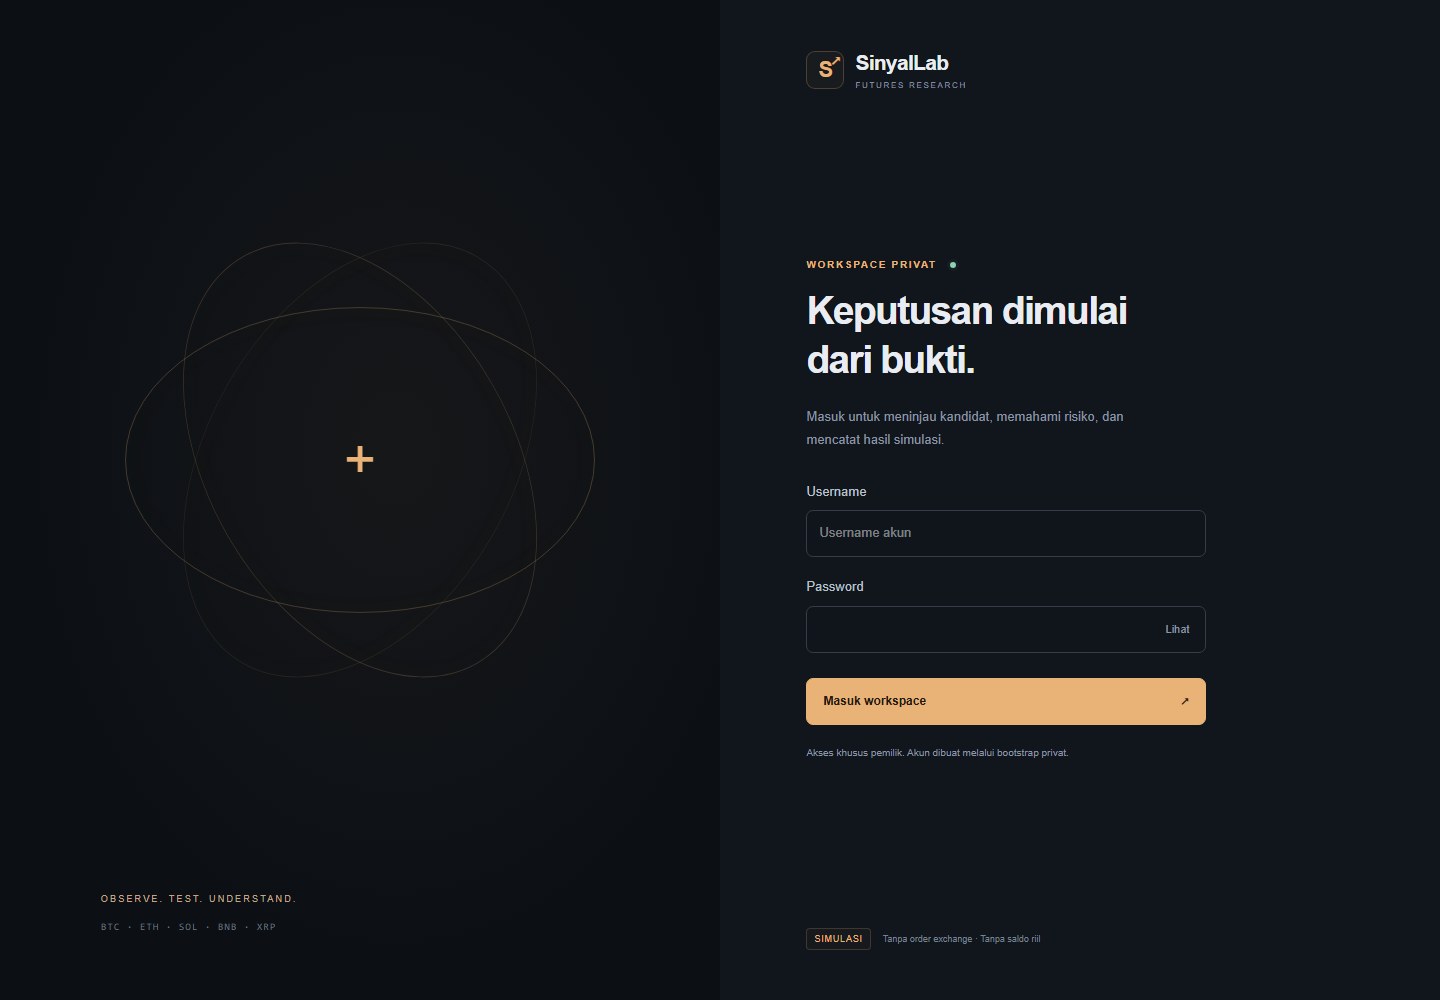 S↗
SinyalLab
FUTURES RESEARCH
WORKSPACE PRIVAT
Keputusan dimulai
dari bukti.
Masuk untuk meninjau kandidat, memahami risiko, dan
mencatat hasil simulasi.
Username
Username akun
Password
Lihat
Masuk workspace ↗
Akses khusus pemilik. Akun dibuat melalui bootstrap privat.
+
OBSERVE. TEST. UNDERSTAND.
BTC · ETH · SOL · BNB · XRP
SIMULASI Tanpa order exchange · Tanpa saldo riil